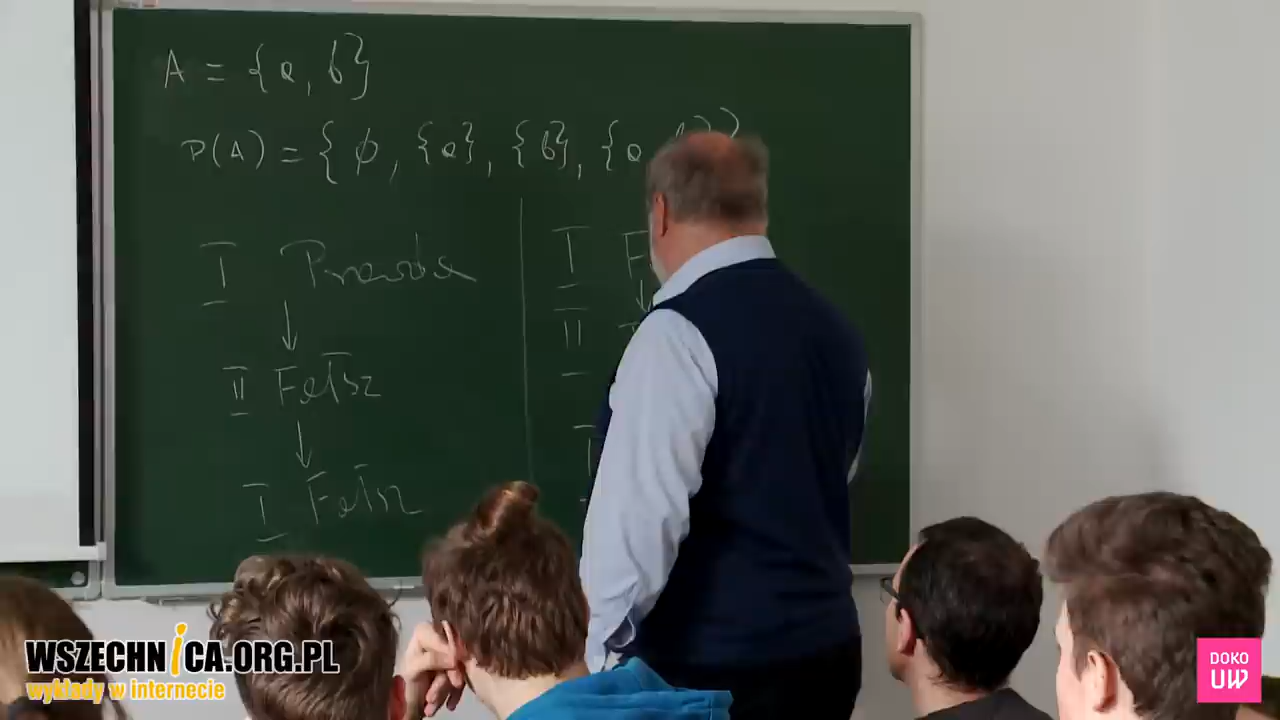 A = {a, b}
P(A) = {ϕ, {a}, {b}, {a
I Prawda
↓
II Fałsz
↓
I Fałsz
I F
↓
II
I
WSZECHNICA.ORG.PL
wykłady w internecie
DOKO
UW